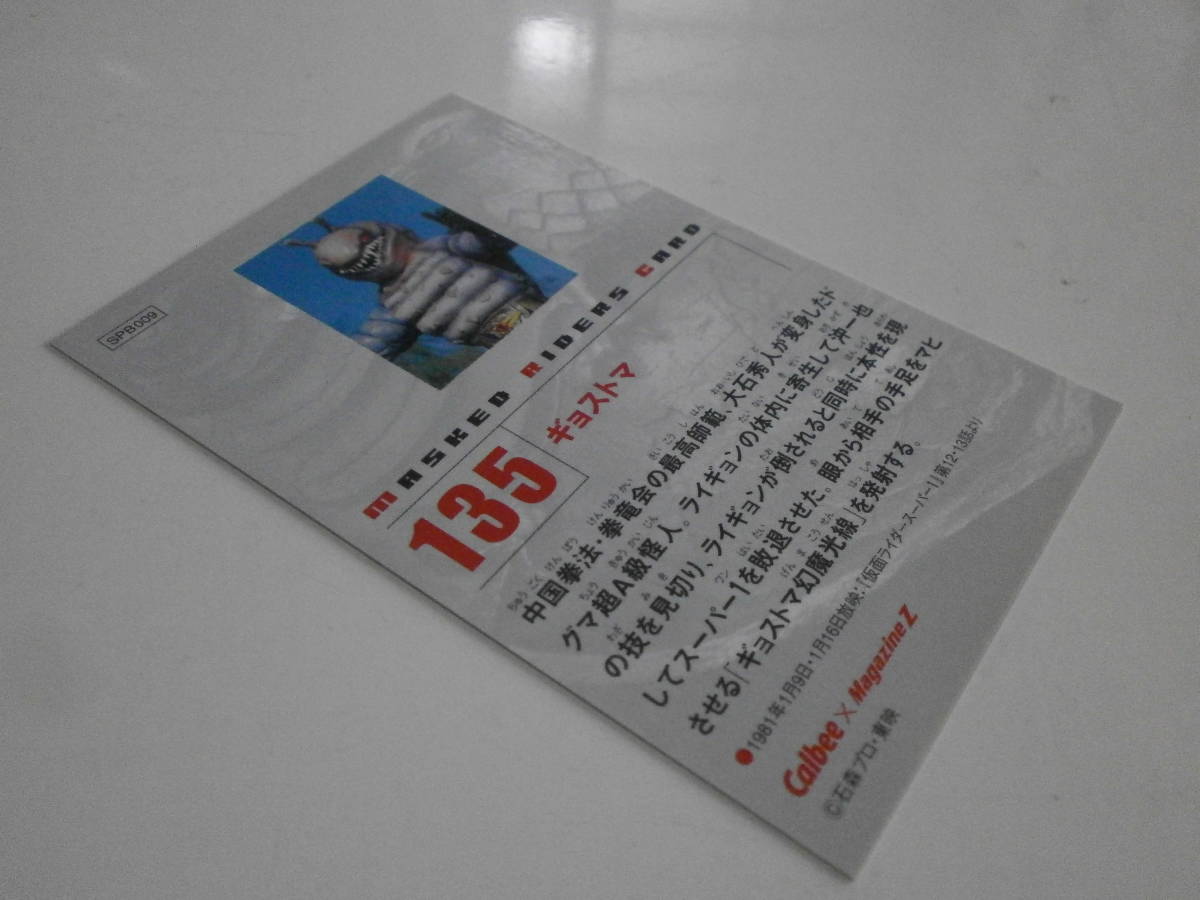 SPB009
MASKED RIDERS CARD
135 ギョストマ
中国拳法・拳竜会の最高師範、大石秀人が変身したド
グマ超A級怪人。ライギョンの体内に寄生して沖一也
の技を見切り、ライギョンが倒されると同時に本性を現
してスーパー1を敗退させた。眼から相手の手足をマヒ
させる「ギョストマ幻魔光線」を発射する。
●1981年1月9日・1月16日放映:『仮面ライダースーパー1』第12・13話より
Calbee × Magazine Z
©石森プロ・東映